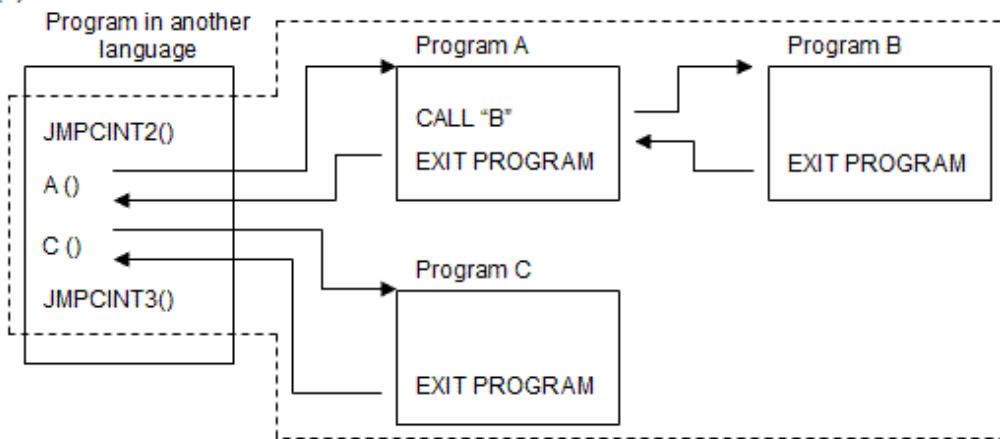 Program in another
language
JMPCINT2()
A ()
C ()
JMPCINT3()
Program A
CALL “B”
EXIT PROGRAM
Program B
EXIT PROGRAM
Program C
EXIT PROGRAM